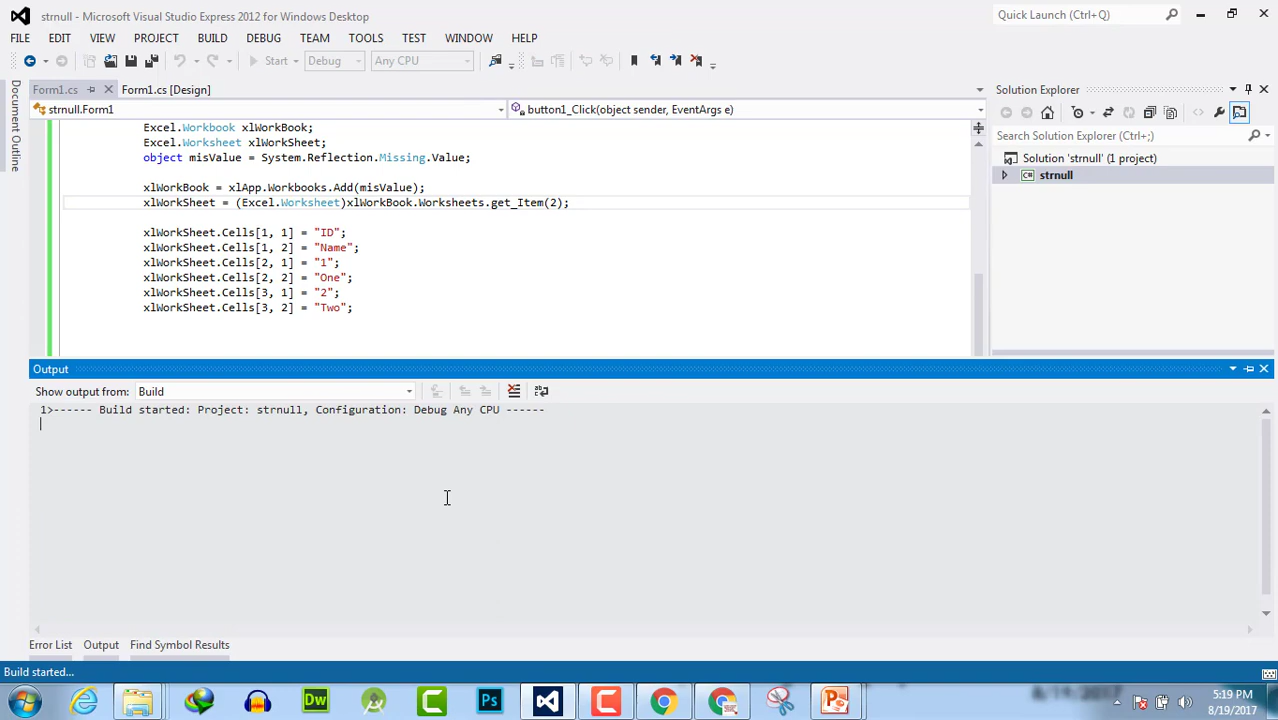 strnull - Microsoft Visual Studio Express 2012 for Windows Desktop
Quick Launch (Ctrl+Q)
FILE EDIT VIEW PROJECT BUILD DEBUG TEAM TOOLS TEST WINDOW HELP
Start Debug Any CPU
Document Outline
Form1.cs Form1.cs [Design]
Solution Explorer
strnull.Form1 button1_Click(object sender, EventArgs e)
Excel.Workbook xlWorkBook;
Excel.Worksheet xlWorkSheet;
object misValue = System.Reflection.Missing.Value;
xlWorkBook = xlApp.Workbooks.Add(misValue);
xlWorkSheet = (Excel.Worksheet)xlWorkBook.Worksheets.get_Item(2);
xlWorkSheet.Cells[1, 1] = "ID";
xlWorkSheet.Cells[1, 2] = "Name";
xlWorkSheet.Cells[2, 1] = "1";
xlWorkSheet.Cells[2, 2] = "One";
xlWorkSheet.Cells[3, 1] = "2";
xlWorkSheet.Cells[3, 2] = "Two";
Search Solution Explorer (Ctrl+;)
Solution 'strnull' (1 project)
C# strnull
Output
Show output from: Build
1>------ Build started: Project: strnull, Configuration: Debug Any CPU ------
Error List Output Find Symbol Results
Build started...
Dw
C
Ps
5:19 PM
8/19/2017